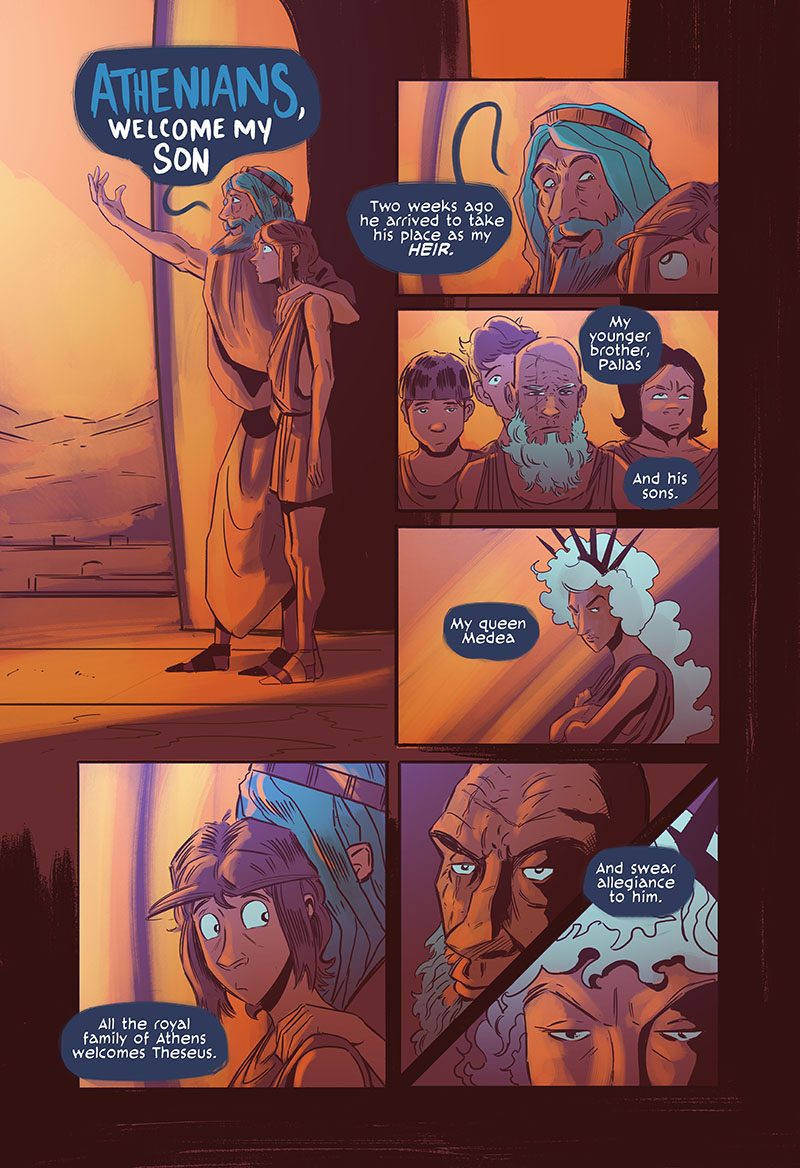 ATHENIANS,
WELCOME MY
SON
Two weeks ago
he arrived to take
his place as my
HEIR.
My
younger
brother,
Pallas
And his
sons.
My queen
Medea
All the royal
family of Athens
welcomes Theseus.
And swear
allegiance
to him.